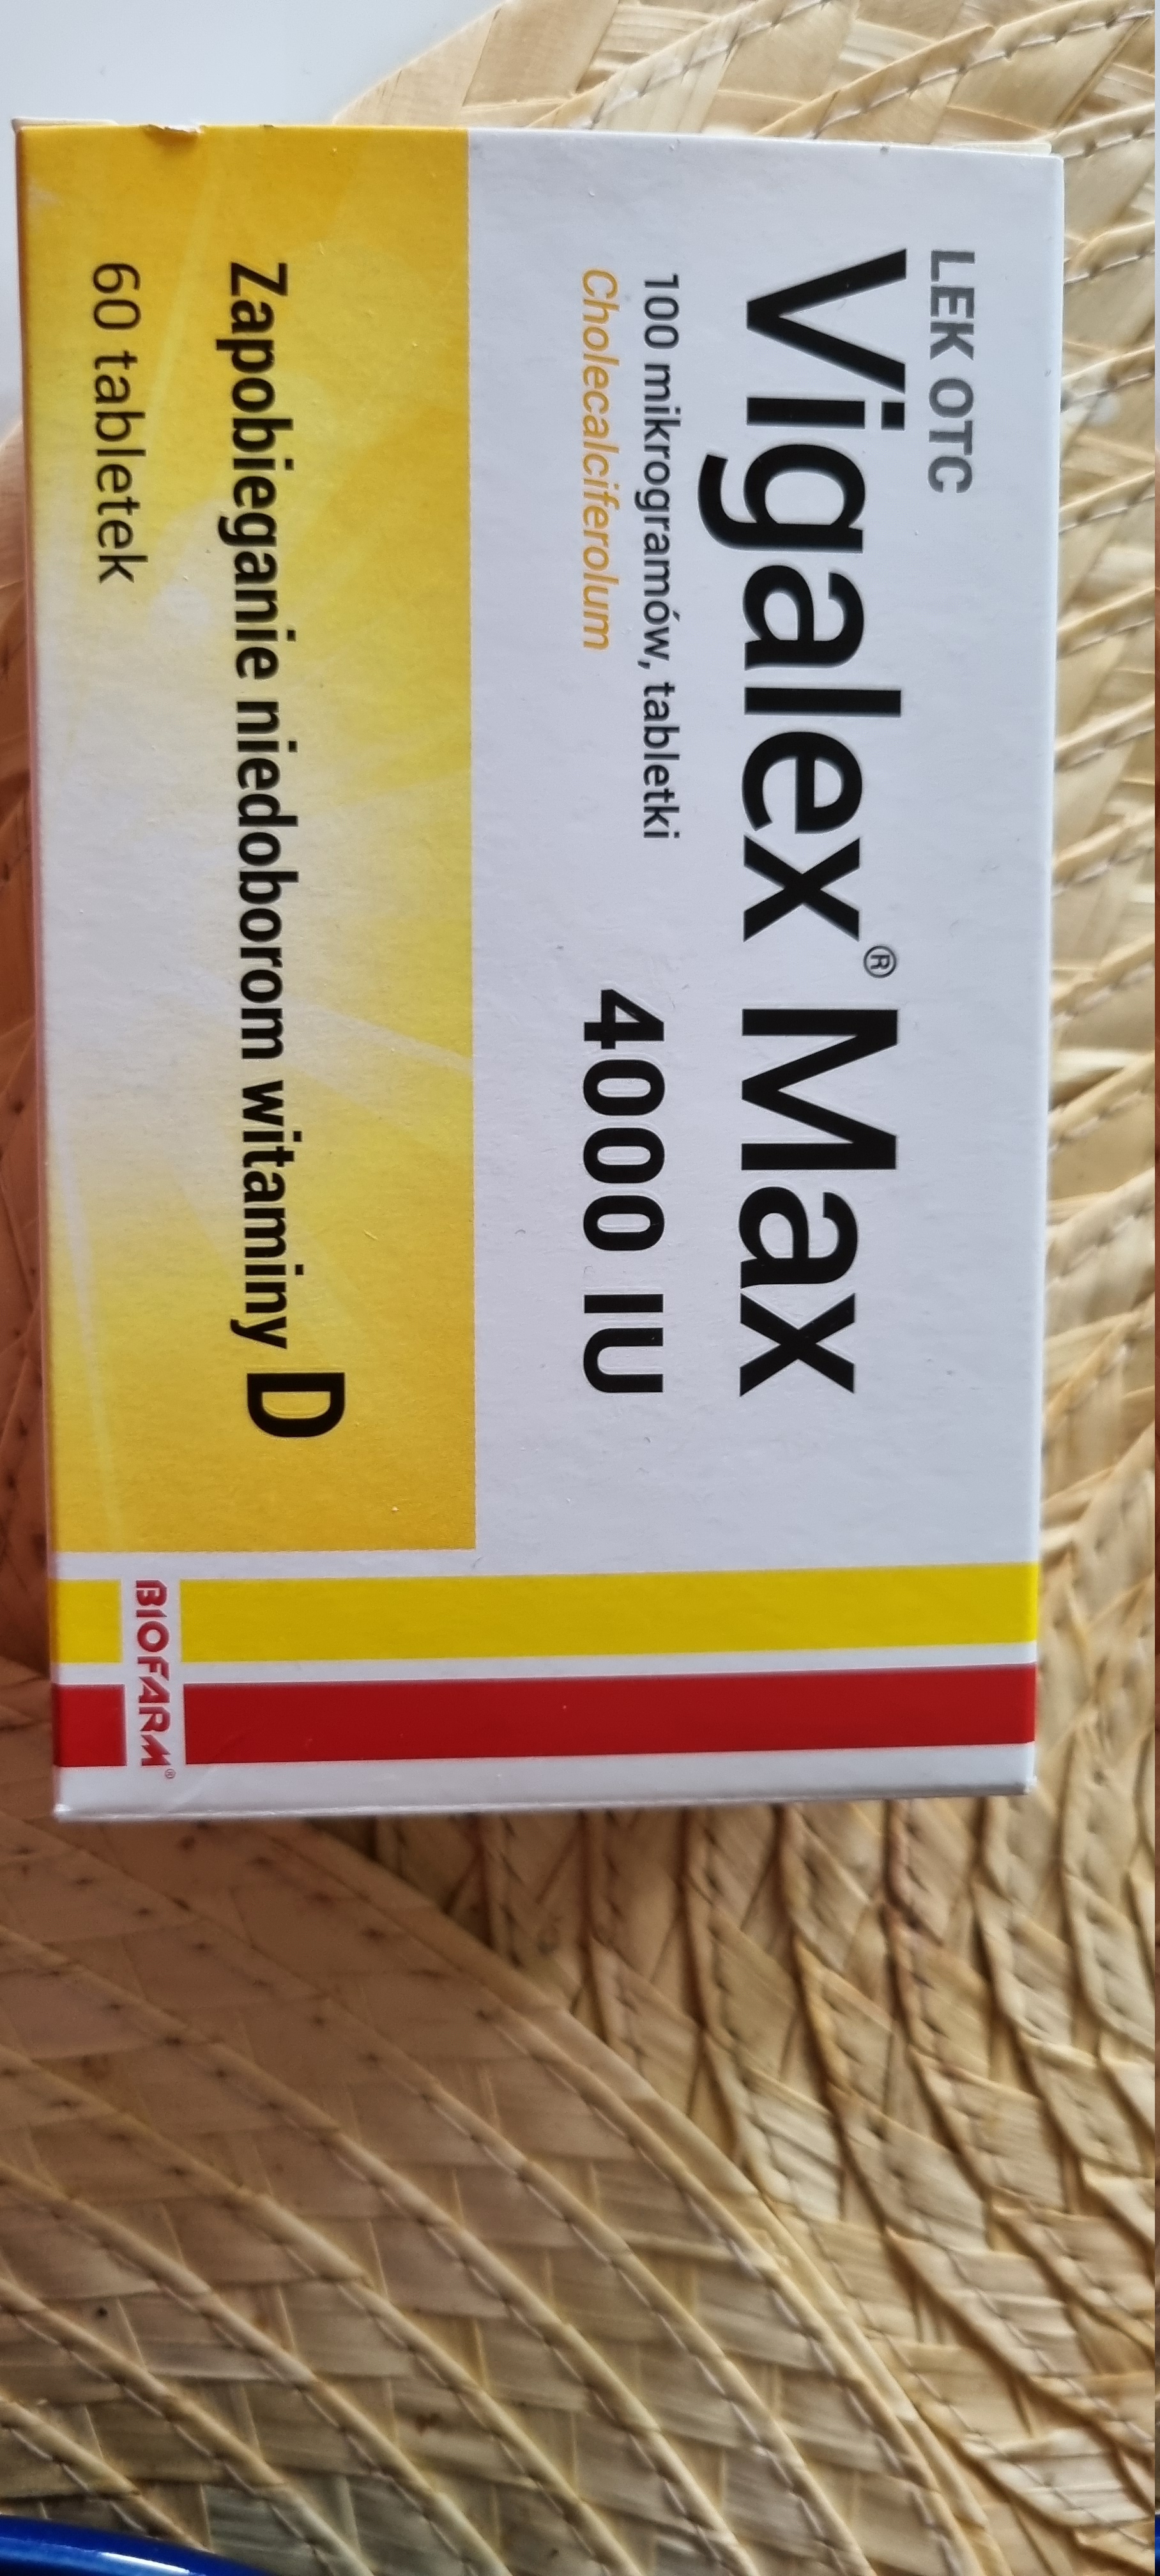 LEK OTC
Vigalex® Max
100 mikrogramów, tabletki
Cholecalciferolum
4000 IU
Zapobieganie niedoborom witaminy D
60 tabletek
BIOFARM®